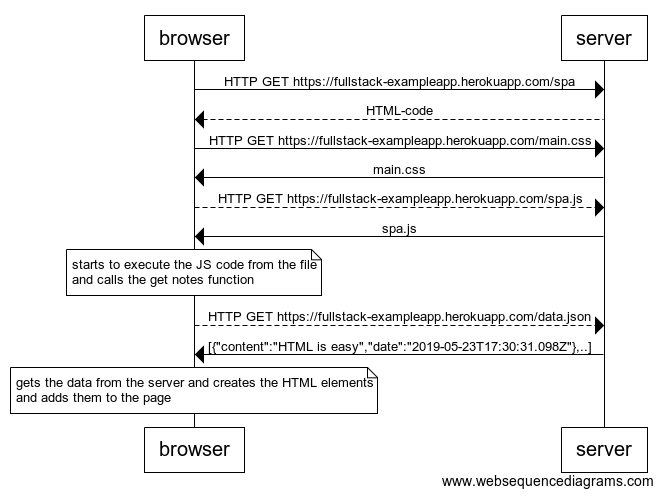 browser
server
HTTP GET https://fullstack-exampleapp.herokuapp.com/spa
HTML-code
HTTP GET https://fullstack-exampleapp.herokuapp.com/main.css
main.css
HTTP GET https://fullstack-exampleapp.herokuapp.com/spa.js
spa.js
starts to execute the JS code from the file
and calls the get notes function
HTTP GET https://fullstack-exampleapp.herokuapp.com/data.json
[{"content":"HTML is easy","date":"2019-05-23T17:30:31.098Z"},..]
gets the data from the server and creates the HTML elements
and adds them to the page
browser
server
www.websequencediagrams.com